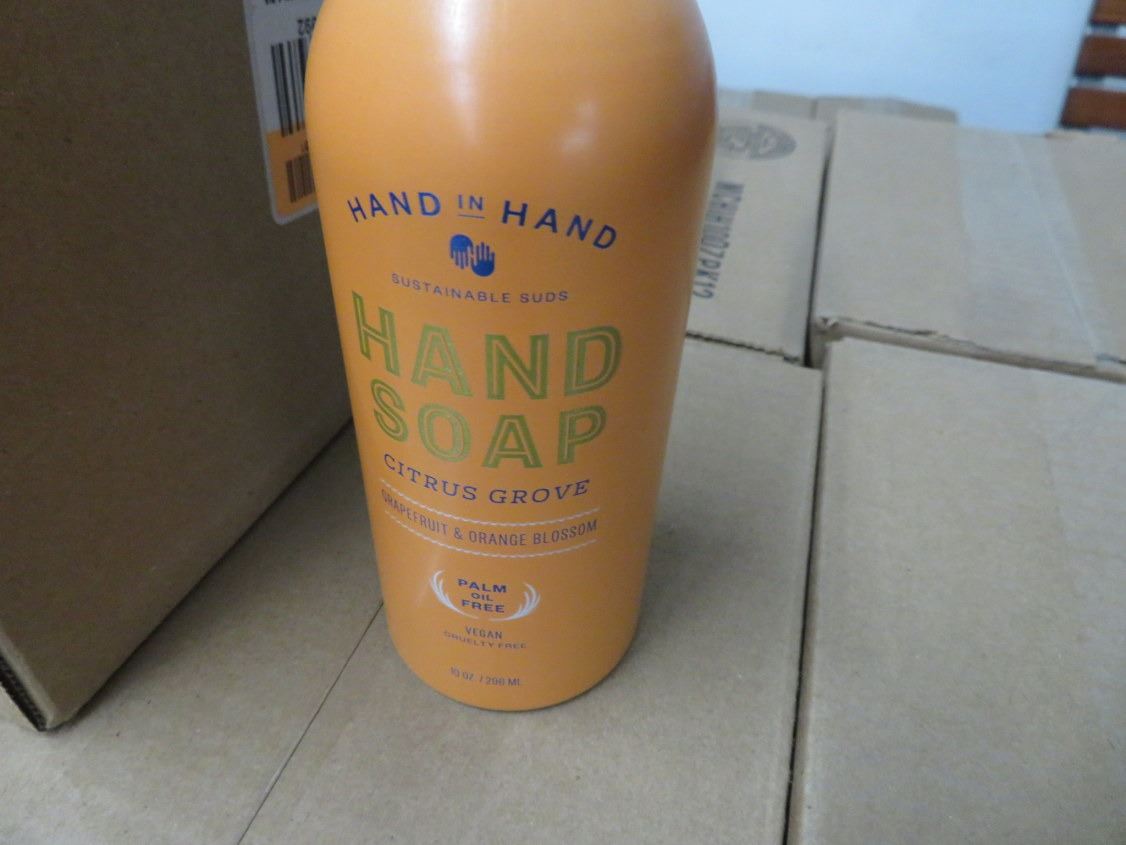 HAND IN HAND
SUSTAINABLE SUDS
HAND
SOAP
CITRUS GROVE
GRAPEFRUIT & ORANGE BLOSSOM
PALM
OIL
FREE
VEGAN
CRUELTY FREE
10 OZ. / 296 ML